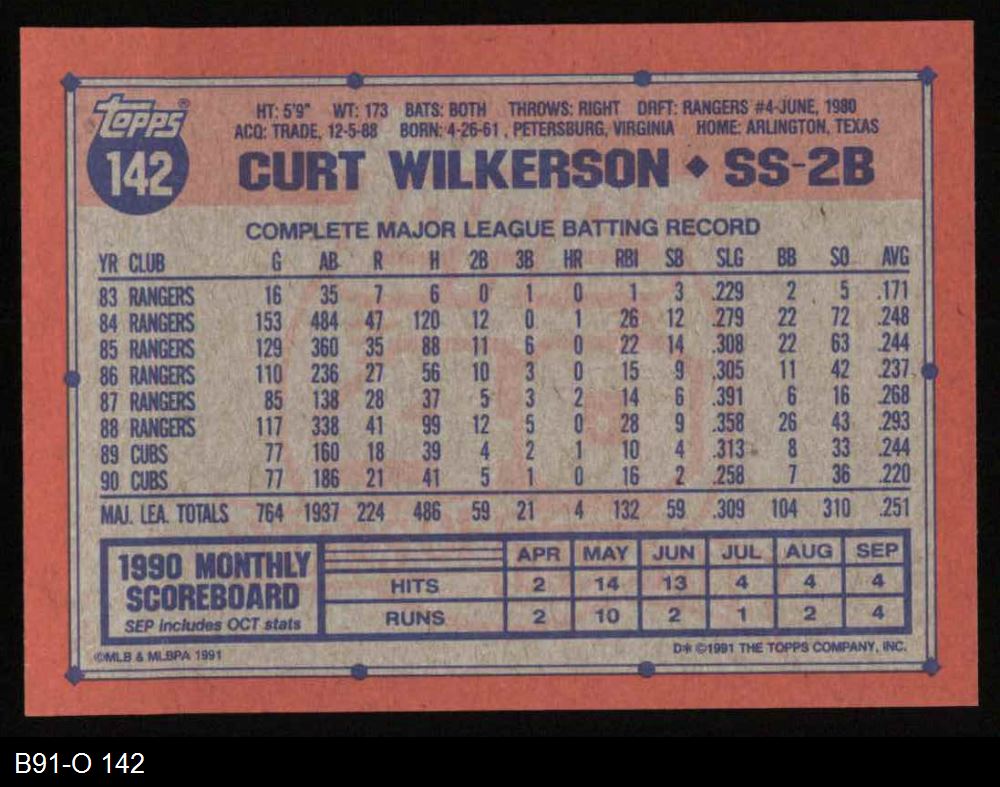 HT: 5'9" WT: 173 BATS: BOTH THROWS: RIGHT DRFT: RANGERS #4-JUNE, 1980
ACQ: TRADE, 12-5-88 BORN: 4-26-61 , PETERSBURG, VIRGINIA HOME: ARLINGTON, TEXAS
Topps®
142
CURT WILKERSON ♦ SS-2B
COMPLETE MAJOR LEAGUE BATTING RECORD
YR CLUB G AB R H 2B 3B HR RBI SB SLG BB SO AVG
83 RANGERS 16 35 7 6 0 1 0 1 3 .229 2 5 .171
84 RANGERS 153 484 47 120 12 0 1 26 12 .279 22 72 .248
85 RANGERS 129 360 35 88 11 6 0 22 14 .308 22 63 .244
86 RANGERS 110 236 27 56 10 3 0 15 9 .305 11 42 .237
87 RANGERS 85 138 28 37 5 3 2 14 6 .391 6 16 .268
88 RANGERS 117 338 41 99 12 5 0 28 9 .358 26 43 .293
89 CUBS 77 160 18 39 4 2 1 10 4 .313 8 33 .244
90 CUBS 77 186 21 41 5 1 0 16 2 .258 7 36 .220
MAJ. LEA. TOTALS 764 1937 224 486 59 21 4 132 59 .309 104 310 .251
1990 MONTHLY
SCOREBOARD
SEP includes OCT stats
APR MAY JUN JUL AUG SEP
HITS 2 14 13 4 4 4
RUNS 2 10 2 1 2 4
©MLB & MLBPA 1991
D* ©1991 THE TOPPS COMPANY, INC.
B91-O 142